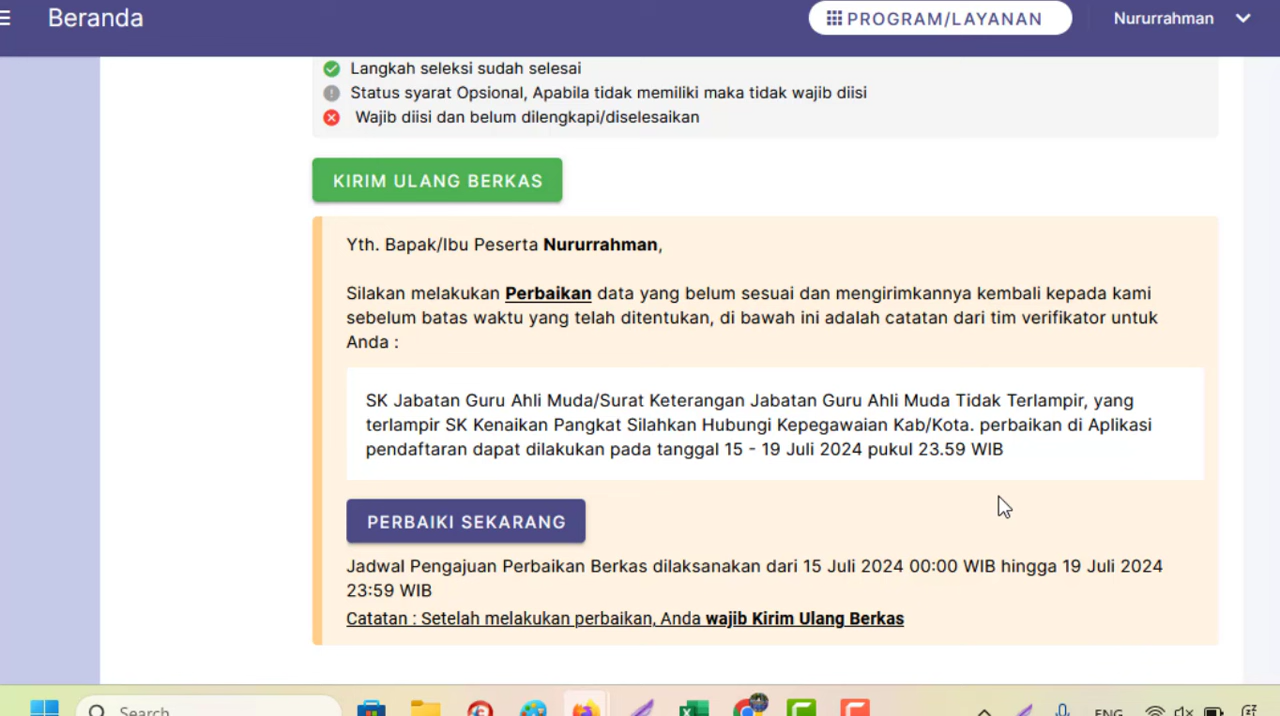 Beranda
PROGRAM/LAYANAN
Nururrahman
Langkah seleksi sudah selesai
Status syarat Opsional, Apabila tidak memiliki maka tidak wajib diisi
Wajib diisi dan belum dilengkapi/diselesaikan
KIRIM ULANG BERKAS
Yth. Bapak/Ibu Peserta Nururrahman,
Silakan melakukan Perbaikan data yang belum sesuai dan mengirimkannya kembali kepada kami
sebelum batas waktu yang telah ditentukan, di bawah ini adalah catatan dari tim verifikator untuk
Anda :
SK Jabatan Guru Ahli Muda/Surat Keterangan Jabatan Guru Ahli Muda Tidak Terlampir, yang
terlampir SK Kenaikan Pangkat Silahkan Hubungi Kepegawaian Kab/Kota. perbaikan di Aplikasi
pendaftaran dapat dilakukan pada tanggal 15 - 19 Juli 2024 pukul 23.59 WIB
PERBAIKI SEKARANG
Jadwal Pengajuan Perbaikan Berkas dilaksanakan dari 15 Juli 2024 00:00 WIB hingga 19 Juli 2024
23:59 WIB
Catatan : Setelah melakukan perbaikan, Anda wajib Kirim Ulang Berkas
Search
ENG